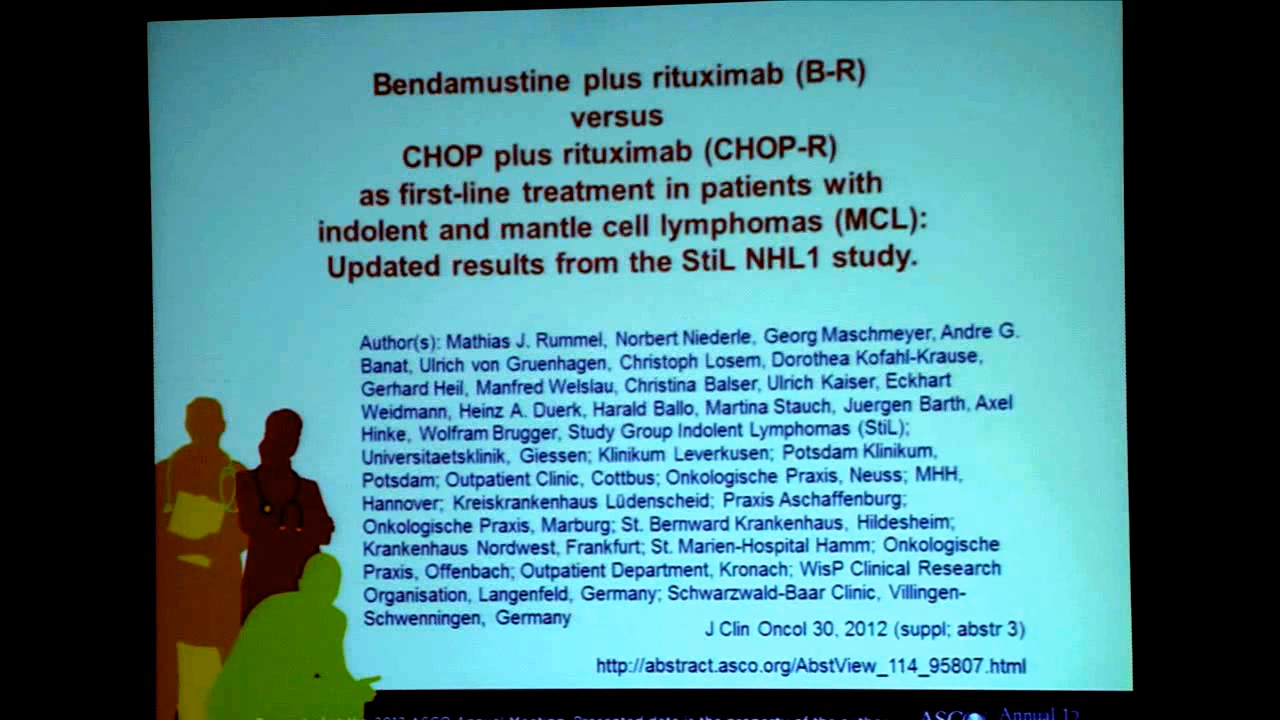 Bendamustine plus rituximab (B-R)
versus
CHOP plus rituximab (CHOP-R)
as first-line treatment in patients with
indolent and mantle cell lymphomas (MCL):
Updated results from the StiL NHL1 study.
Author(s): Mathias J. Rummel, Norbert Niederle, Georg Maschmeyer, Andre G.
Banat, Ulrich von Gruenhagen, Christoph Losem, Dorothea Kofahl-Krause,
Gerhard Heil, Manfred Welslau, Christina Balser, Ulrich Kaiser, Eckhart
Weidmann, Heinz A. Duerk, Harald Ballo, Martina Stauch, Juergen Barth, Axel
Hinke, Wolfram Brugger, Study Group Indolent Lymphomas (StiL);
Universitaetsklinik, Giessen; Klinikum Leverkusen; Potsdam Klinikum,
Potsdam; Outpatient Clinic, Cottbus; Onkologische Praxis, Neuss; MHH,
Hannover; Kreiskrankenhaus Lüdenscheid; Praxis Aschaffenburg;
Onkologische Praxis, Marburg; St. Bernward Krankenhaus, Hildesheim;
Krankenhaus Nordwest, Frankfurt; St. Marien-Hospital Hamm; Onkologische
Praxis, Offenbach; Outpatient Department, Kronach; WisP Clinical Research
Organisation, Langenfeld, Germany; Schwarzwald-Baar Clinic, Villingen-
Schwenningen, Germany
J Clin Oncol 30, 2012 (suppl; abstr 3)
http://abstract.asco.org/AbstView_114_95807.html
ASCO Annual 12